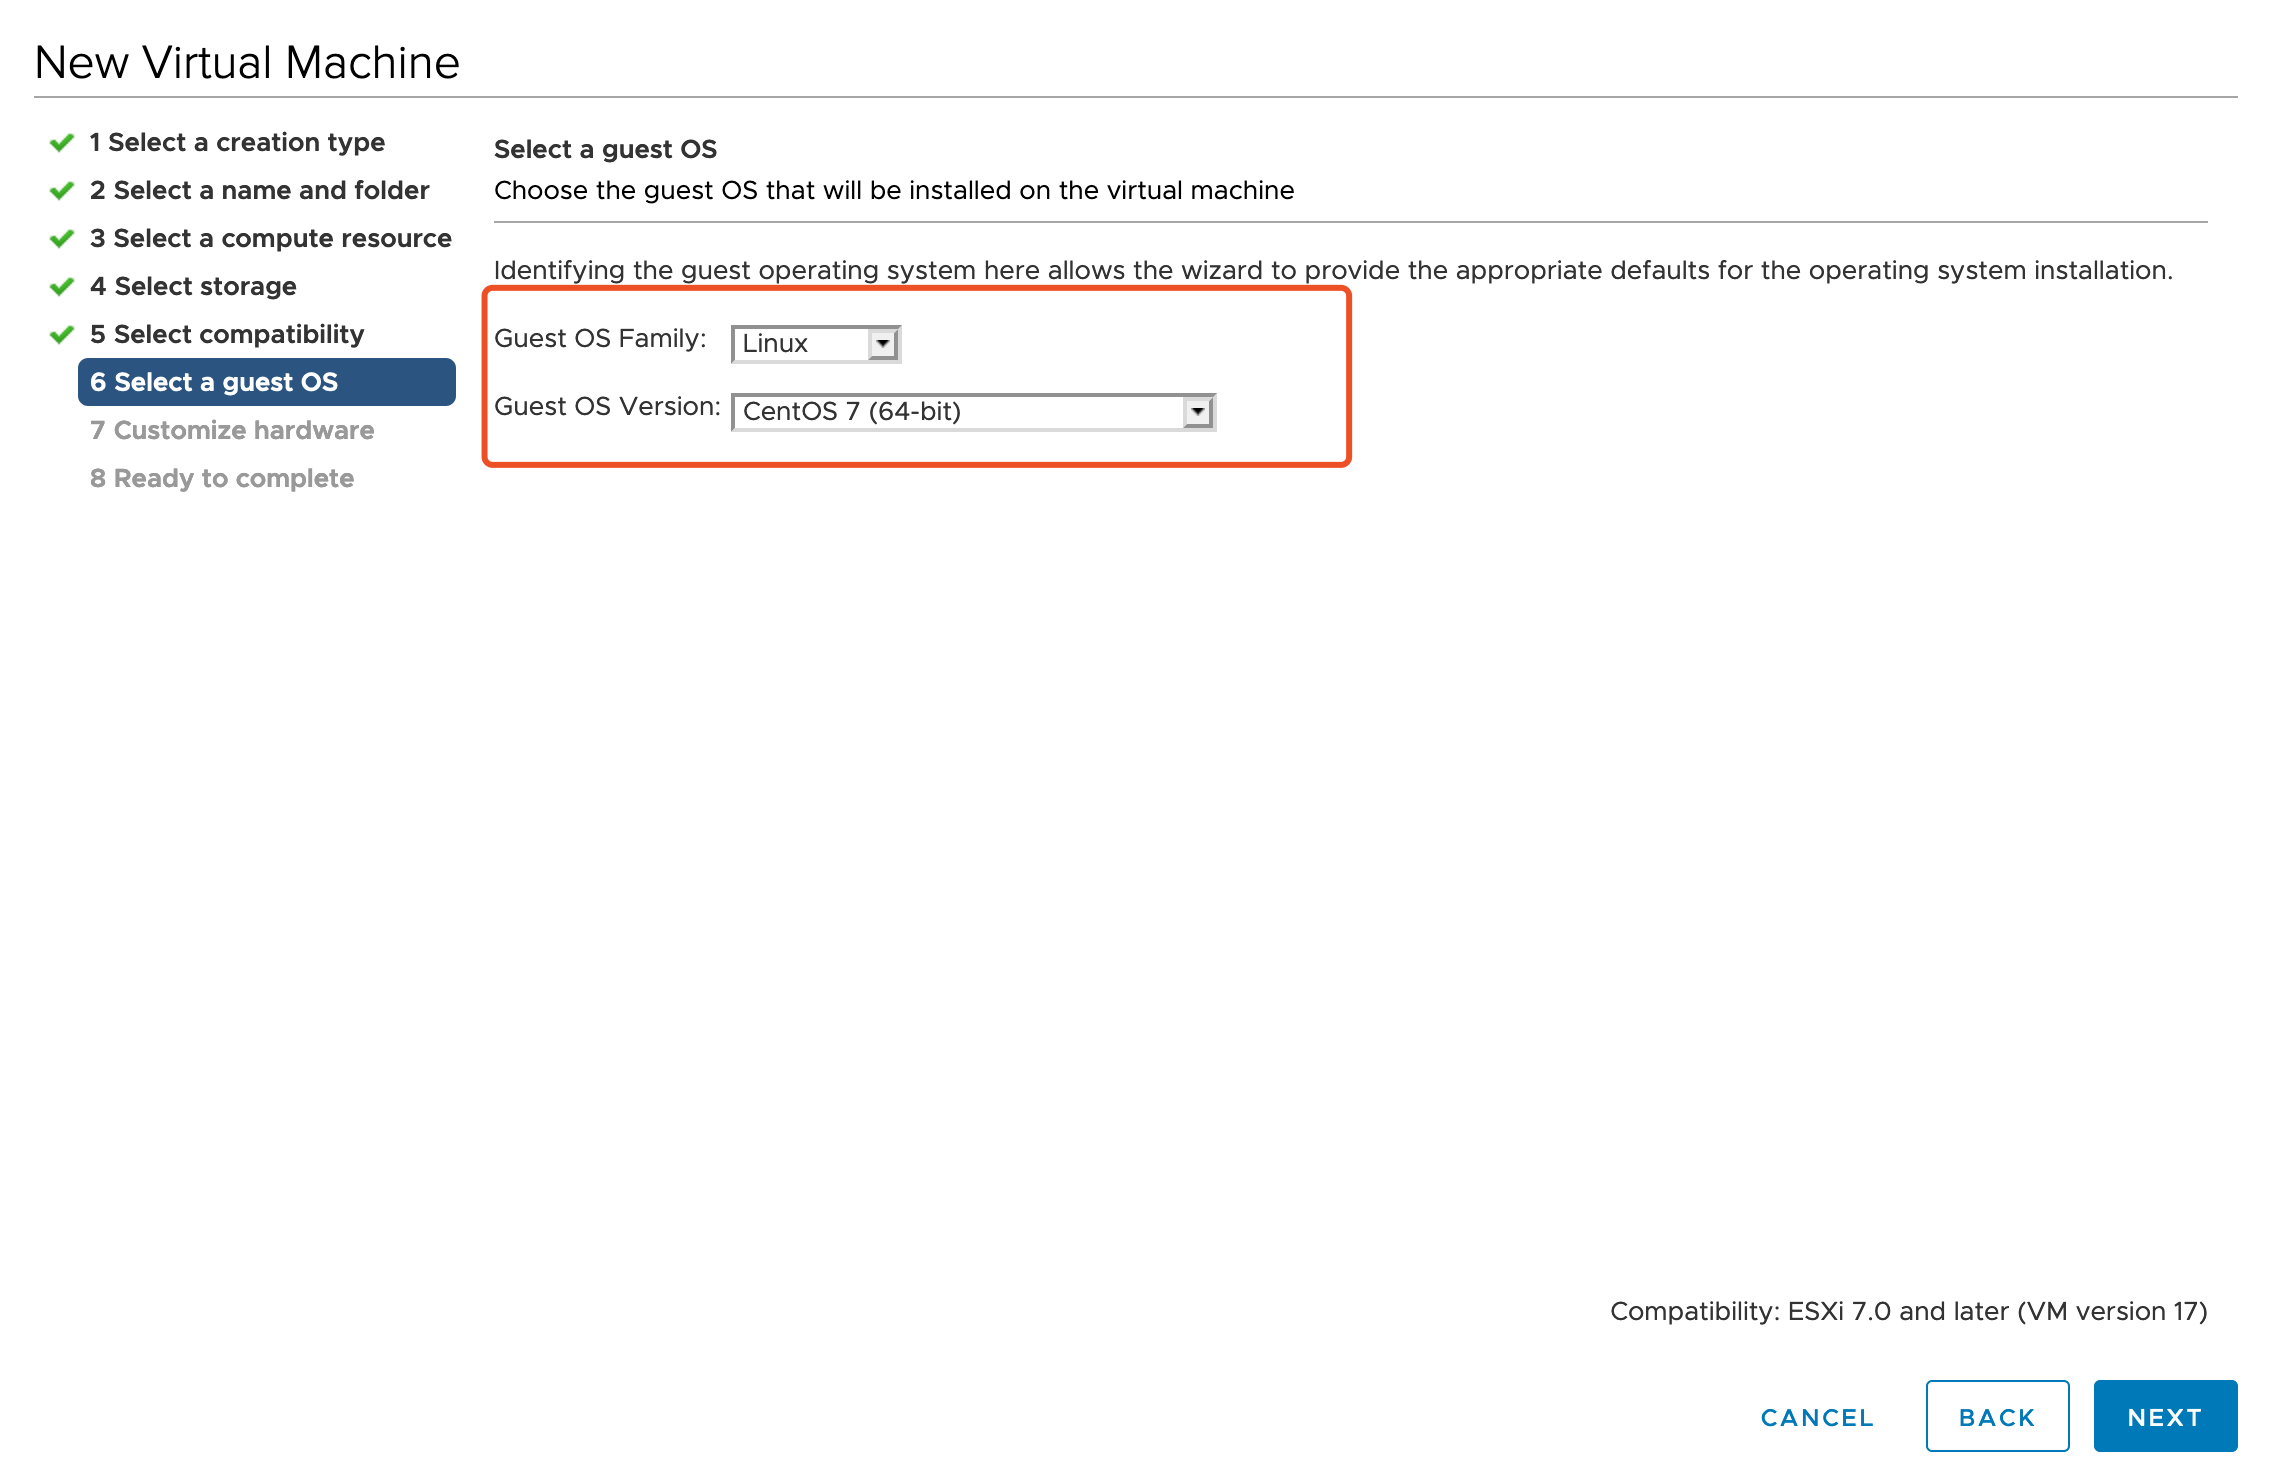 New Virtual Machine
1 Select a creation type
2 Select a name and folder
3 Select a compute resource
4 Select storage
5 Select compatibility
6 Select a guest OS
7 Customize hardware
8 Ready to complete
Select a guest OS
Choose the guest OS that will be installed on the virtual machine
Identifying the guest operating system here allows the wizard to provide the appropriate defaults for the operating system installation.
Guest OS Family: Linux
Guest OS Version: CentOS 7 (64-bit)
Compatibility: ESXi 7.0 and later (VM version 17)
CANCEL BACK NEXT